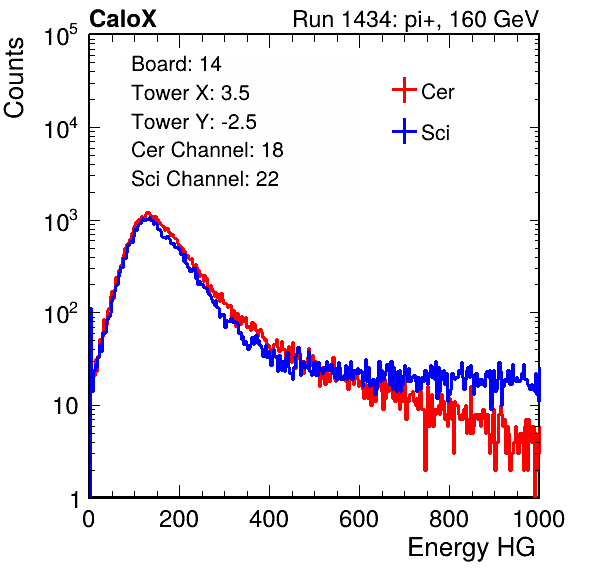 CaloX Run 1434: pi+, 160 GeV
Counts
Board: 14
Tower X: 3.5
Tower Y: -2.5
Cer Channel: 18
Sci Channel: 22
Cer
Sci
10^5
10^4
10^3
10^2
10
1
0 200 400 600 800 1000
Energy HG